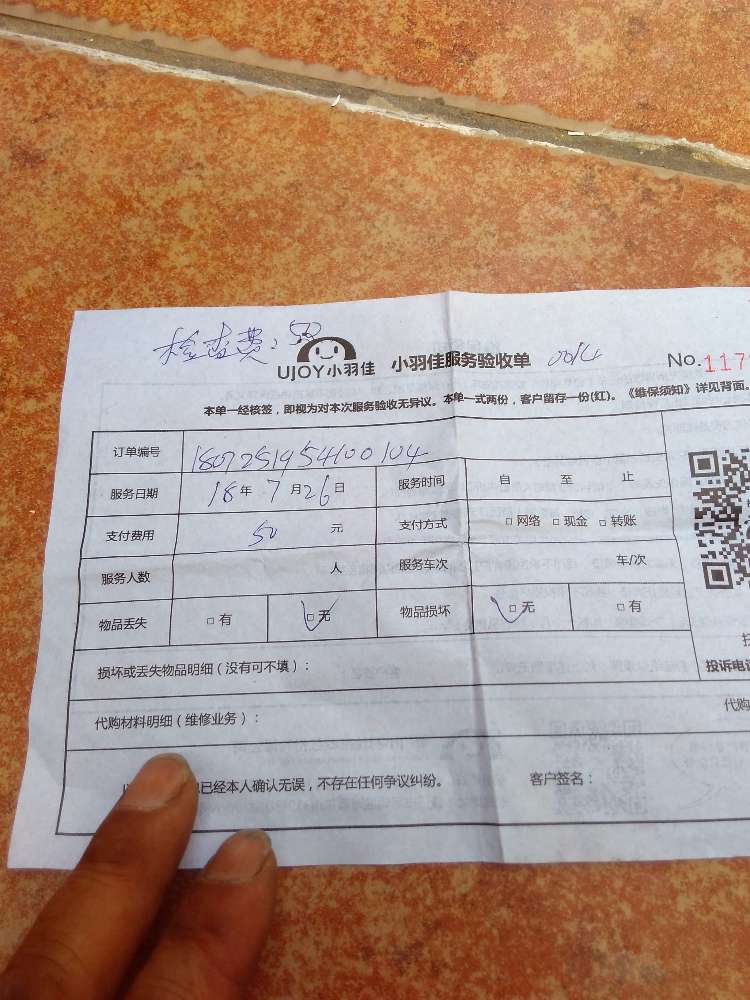 检查费：50
UJOY小羽佳 小羽佳服务验收单 No.117
本单一经核签，即视为对本次服务验收无异议。本单一式两份，客户留存一份(红)。《维保须知》详见背面。
订单编号 1807251954100104
服务日期 18年7月26日 服务时间 自 至 止
支付费用 50 元 支付方式 □网络 □现金 □转账
服务人数 人 服务车次 车/次
物品丢失 □有 □无 物品损坏 □无 □有
损坏或丢失物品明细（没有可不填）：
投诉电话
代购材料明细（维修业务）： 代购
已经本人确认无误，不存在任何争议纠纷。 客户签名：